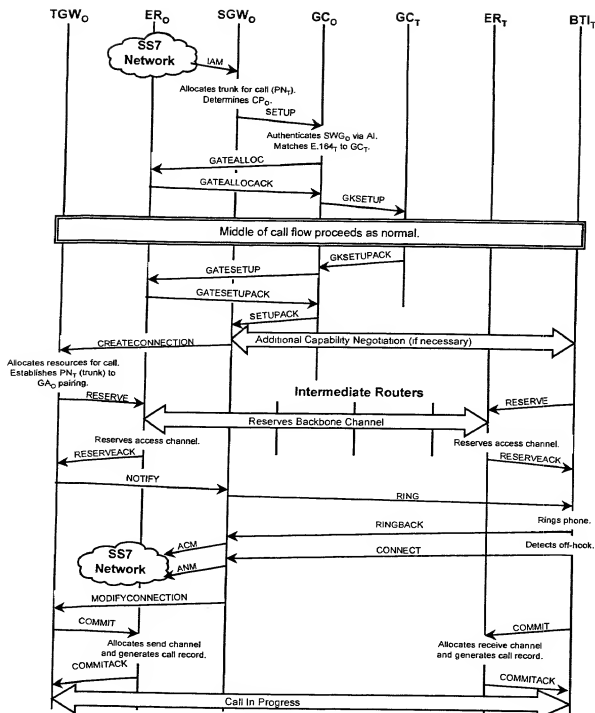 TGWO ERO SGWO GCO GCT ERT BTIT
SS7
Network
IAM
Allocates trunk for call (PNT).
Determines CPO.
SETUP
Authenticates SWGO via AI.
Matches E.164T to GCT.
GATEALLOC
GATEALLOCACK
GKSETUP
Middle of call flow proceeds as normal.
GKSETUPACK
GATESETUP
GATESETUPACK
SETUPACK
CREATECONNECTION
Additional Capability Negotiation (if necessary)
Allocates resources for call.
Establishes PNT (trunk) to
GAO pairing.
RESERVE
Intermediate Routers
RESERVE
Reserves Backbone Channel
Reserves access channel.
Reserves access channel.
RESERVEACK
RESERVEACK
NOTIFY
RING
Rings phone.
RINGBACK
Detects off-hook.
ACM
CONNECT
SS7
Network
ANM
MODIFYCONNECTION
COMMIT
COMMIT
Allocates send channel
and generates call record.
Allocates receive channel
and generates call record.
COMMITACK
COMMITACK
Call In Progress